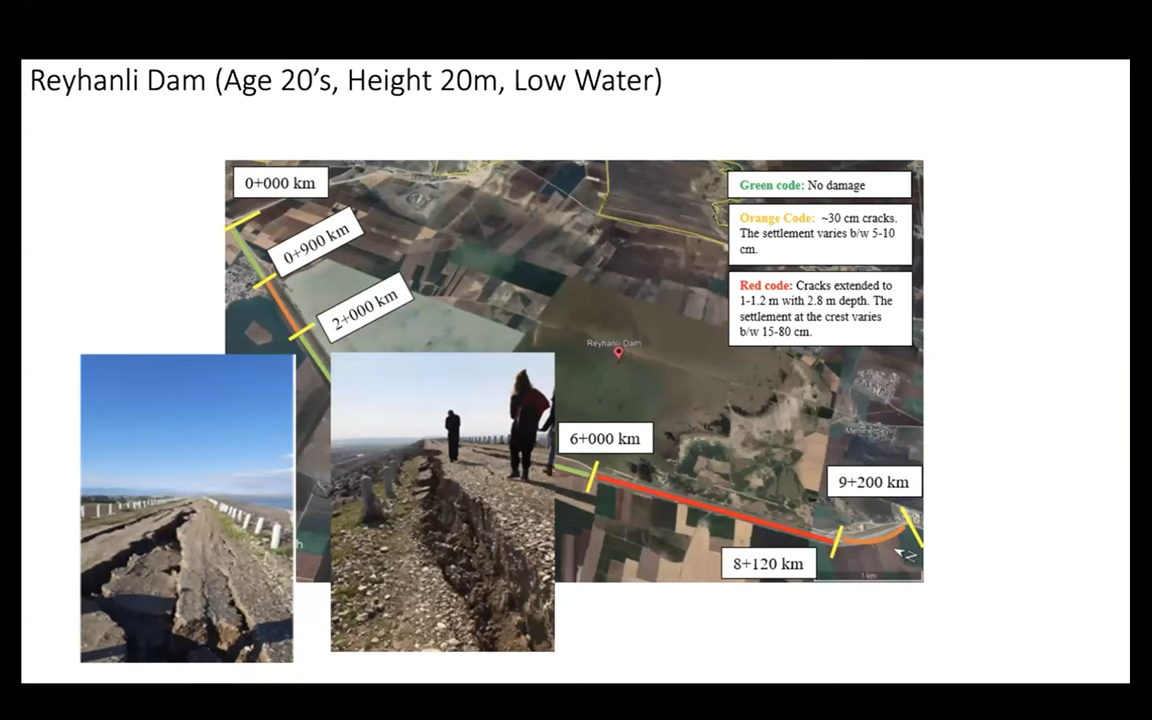 Reyhanli Dam (Age 20's, Height 20m, Low Water)
0+000 km
0+900 km
2+000 km
Green code: No damage
Orange Code: ~30 cm cracks.
The settlement varies b/w 5-10
cm.
Red code: Cracks extended to
1-1.2 m with 2.8 m depth. The
settlement at the crest varies
b/w 15-80 cm.
Reyhanlı Dam
6+000 km
9+200 km
8+120 km
N
1 km